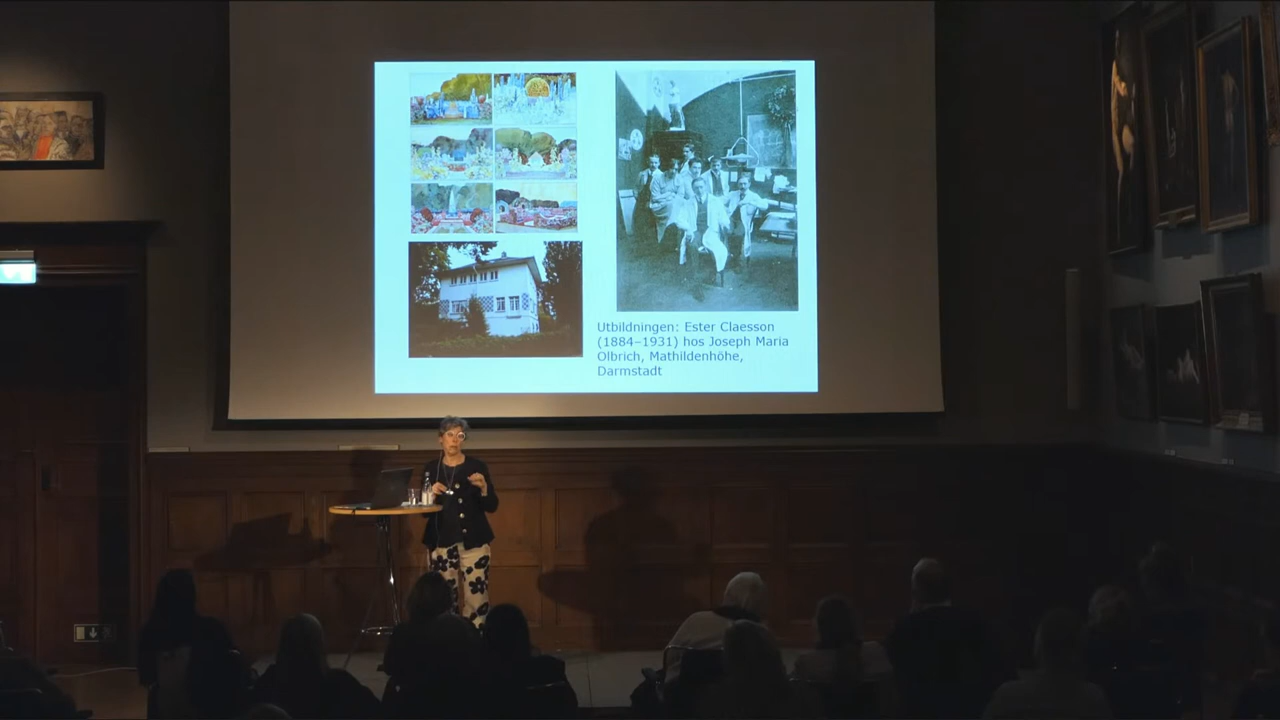 Utbildningen: Ester Claesson
(1884–1931) hos Joseph Maria
Olbrich, Mathildenhöhe,
Darmstadt